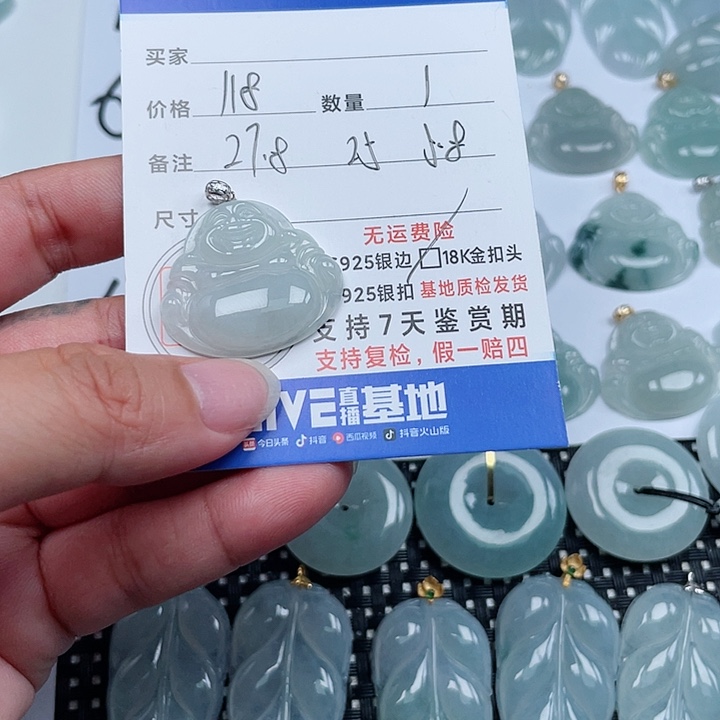 买家
价格 118 数量 1
备注 27.8 25 5.8
尺寸
无运费险
925银边 □18K金扣头
925银扣 基地质检发货
支持7天鉴赏期
支持复检，假一赔四
IVE直播基地
今日头条 抖音 西瓜视频 抖音火山版